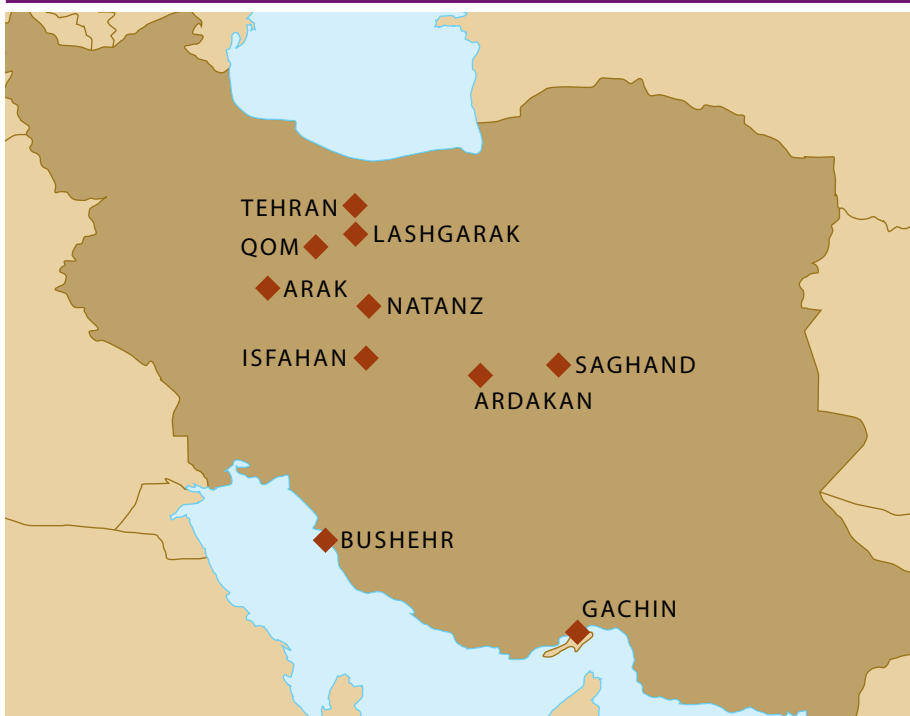 TEHRAN
LASHGARAK
QOM
ARAK
NATANZ
ISFAHAN
SAGHAND
ARDAKAN
BUSHEHR
GACHIN